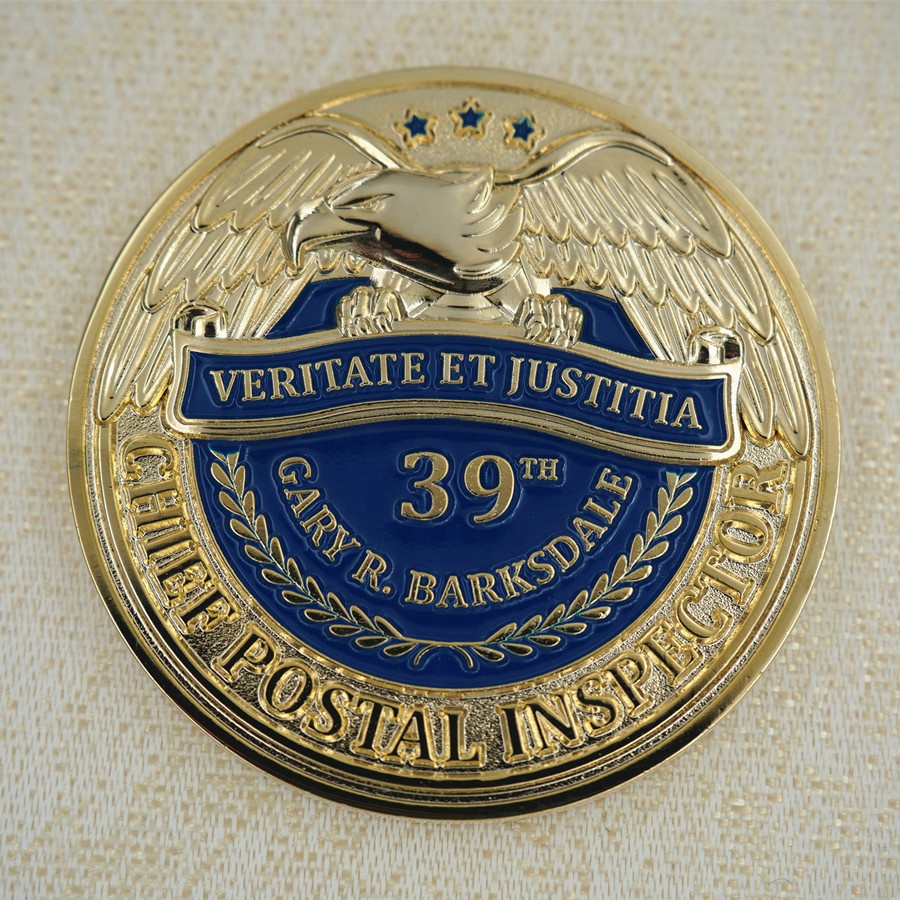 VERITATE ET JUSTITIA
39TH
GARY R. BARKSDALE
CHIEF POSTAL INSPECTOR